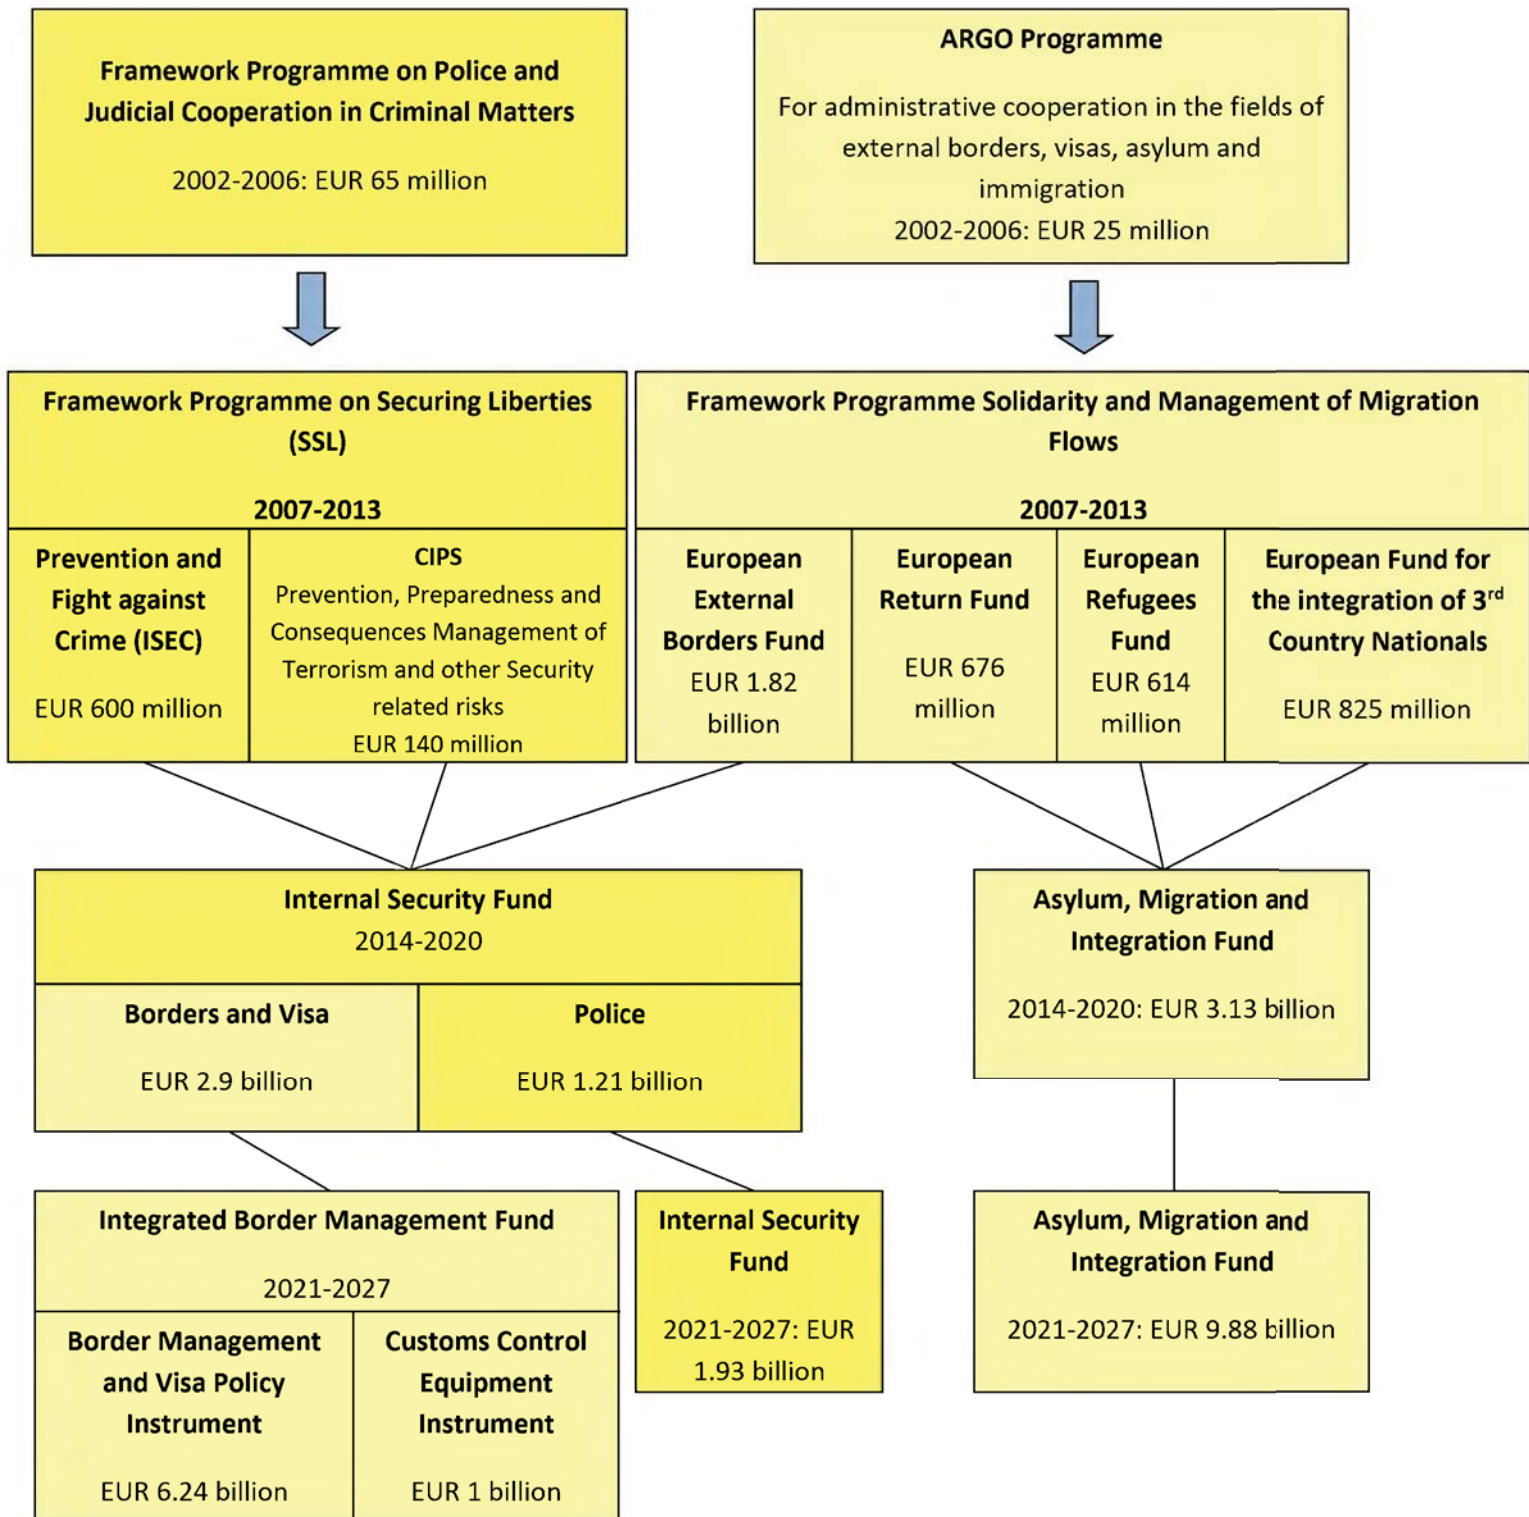 Framework Programme on Police and
Judicial Cooperation in Criminal Matters
2002-2006: EUR 65 million
ARGO Programme
For administrative cooperation in the fields of
external borders, visas, asylum and
immigration
2002-2006: EUR 25 million
Framework Programme on Securing Liberties
(SSL)
2007-2013
Framework Programme Solidarity and Management of Migration
Flows
2007-2013
Prevention and
Fight against
Crime (ISEC)
EUR 600 million
CIPS
Prevention, Preparedness and
Consequences Management of
Terrorism and other Security
related risks
EUR 140 million
European
External
Borders Fund
EUR 1.82
billion
European
Return Fund
EUR 676
million
European
Refugees
Fund
EUR 614
million
European Fund for
the integration of 3rd
Country Nationals
EUR 825 million
Internal Security Fund
2014-2020
Borders and Visa
EUR 2.9 billion
Police
EUR 1.21 billion
Asylum, Migration and
Integration Fund
2014-2020: EUR 3.13 billion
Integrated Border Management Fund
2021-2027
Border Management
and Visa Policy
Instrument
EUR 6.24 billion
Customs Control
Equipment
Instrument
EUR 1 billion
Internal Security
Fund
2021-2027: EUR
1.93 billion
Asylum, Migration and
Integration Fund
2021-2027: EUR 9.88 billion